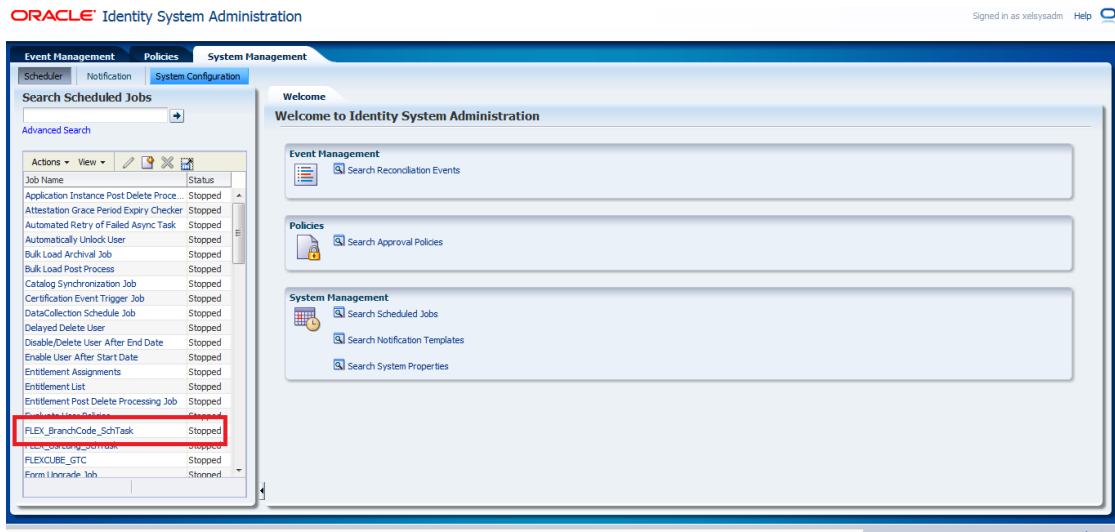 ORACLE' Identity System Administration
Signed in as xelsysadm Help
Event Management Policies System Management
Scheduler Notification System Configuration
Search Scheduled Jobs
Advanced Search
Actions View
Job Name Status
Application Instance Post Delete Proce... Stopped
Attestation Grace Period Expiry Checker Stopped
Automated Retry of Failed Async Task Stopped
Automatically Unlock User Stopped
Bulk Load Archival Job Stopped
Bulk Load Post Process Stopped
Catalog Synchronization Job Stopped
Certification Event Trigger Job Stopped
DataCollection Schedule Job Stopped
Delayed Delete User Stopped
Disable/Delete User After End Date Stopped
Enable User After Start Date Stopped
Entitlement Assignments Stopped
Entitlement List Stopped
Entitlement Post Delete Processing Job Stopped
Evaluate User Policies Stopped
FLEX_BranchCode_SchTask Stopped
FLEX_UsrLang_SchTask Stopped
FLEXCUBE_GTC Stopped
Form Upgrade Job Stopped
Welcome
Welcome to Identity System Administration
Event Management
Search Reconciliation Events
Policies
Search Approval Policies
System Management
Search Scheduled Jobs
Search Notification Templates
Search System Properties